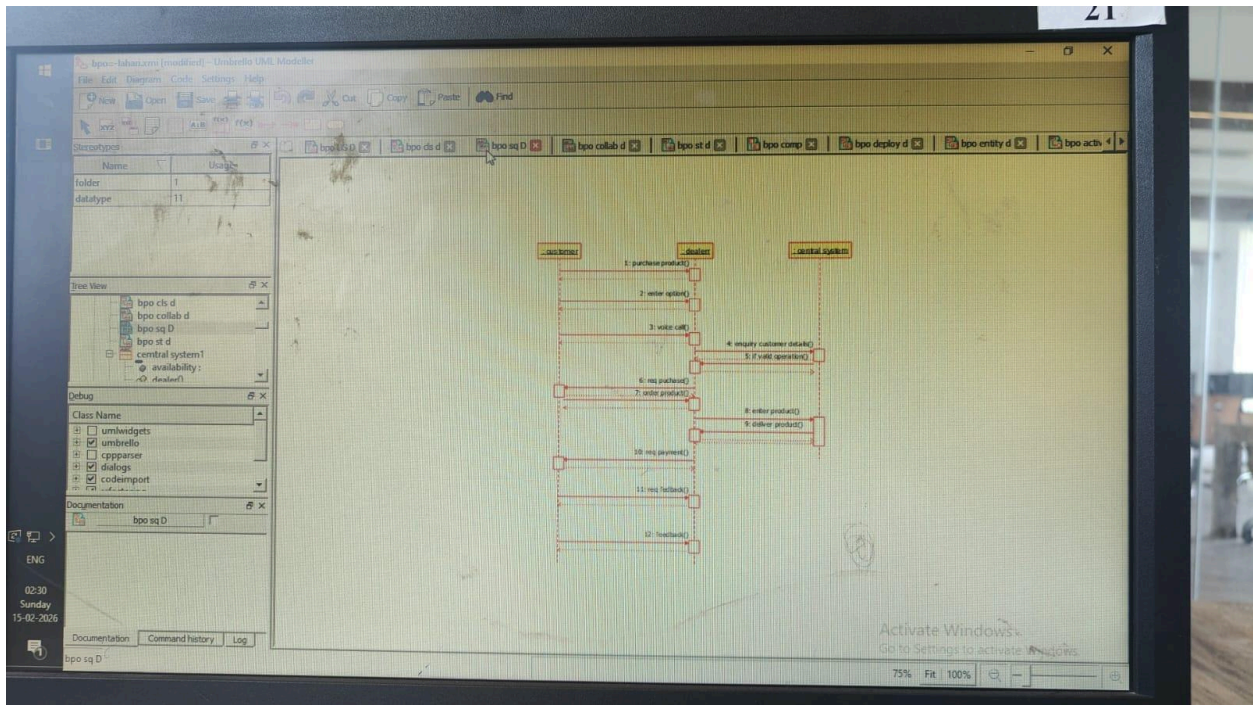 21
bpo-bihari.xmi (modified) - Umbrello UML Modeller
File Edit Diagram Code Settings Help
New Open Save Cut Copy Paste Find
Stereotypes
bpo cls d
bpo sq D
bpo collab d
bpo st d
bpo comp
bpo deploy d
bpo entity d
bpo activ
Name Usage
folder 1
datatype 11
customer
dealerr
central system
1: purchase product()
2: enter option()
3: voice call()
4: enquity customer details()
5: if valid operation()
6: req puchase()
7: order product()
8: enter product()
9: deliver product()
10: req payment()
11: req fedback()
12: feedback()
Tree View
bpo cls d
bpo collab d
bpo sq D
bpo st d
cemtral system1
availability :
dealer()
Debug
Class Name
umlwidgets
umbrello
cppparser
dialogs
codeimport
Documentation
bpo sq D
ENG
02:30
Sunday
15-02-2026
Documentation Command history Log
bpo sq D
Activate Windows
Go to Settings to activate Windows.
75% Fit 100%